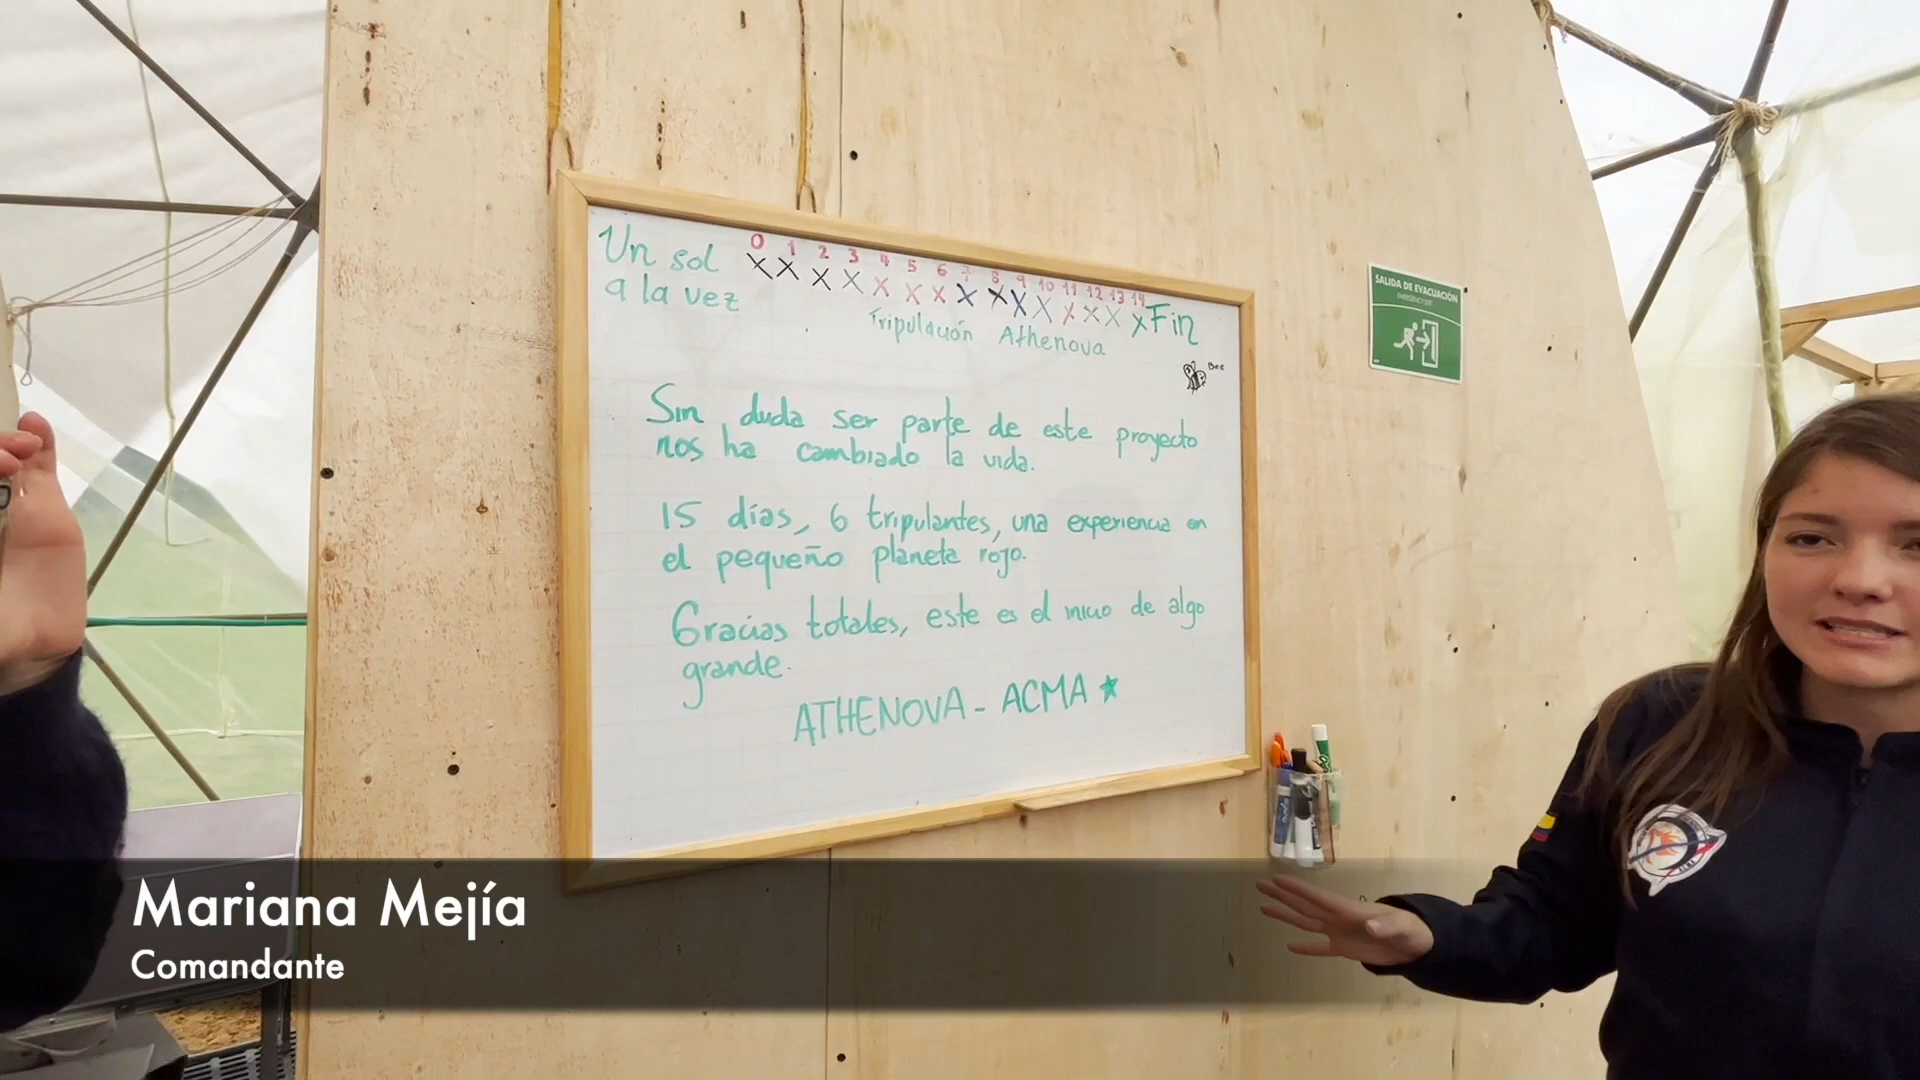 Un sol
a la vez
0 1 2 3 4 5 6 7 8 9 10 11 12 13 14
X X X X X X X X X X X X X X X Fin
Tripulación Athenova
Bee
Sin duda ser parte de este proyecto
nos ha cambiado la vida.
15 días, 6 tripulantes, una experiencia en
el pequeño planeta rojo.
Gracias totales, este es el inicio de algo
grande.
ATHENOVA - ACMA
SALIDA DE EVACUACIÓN
EMERGENCY EXIT
Mariana Mejía
Comandante